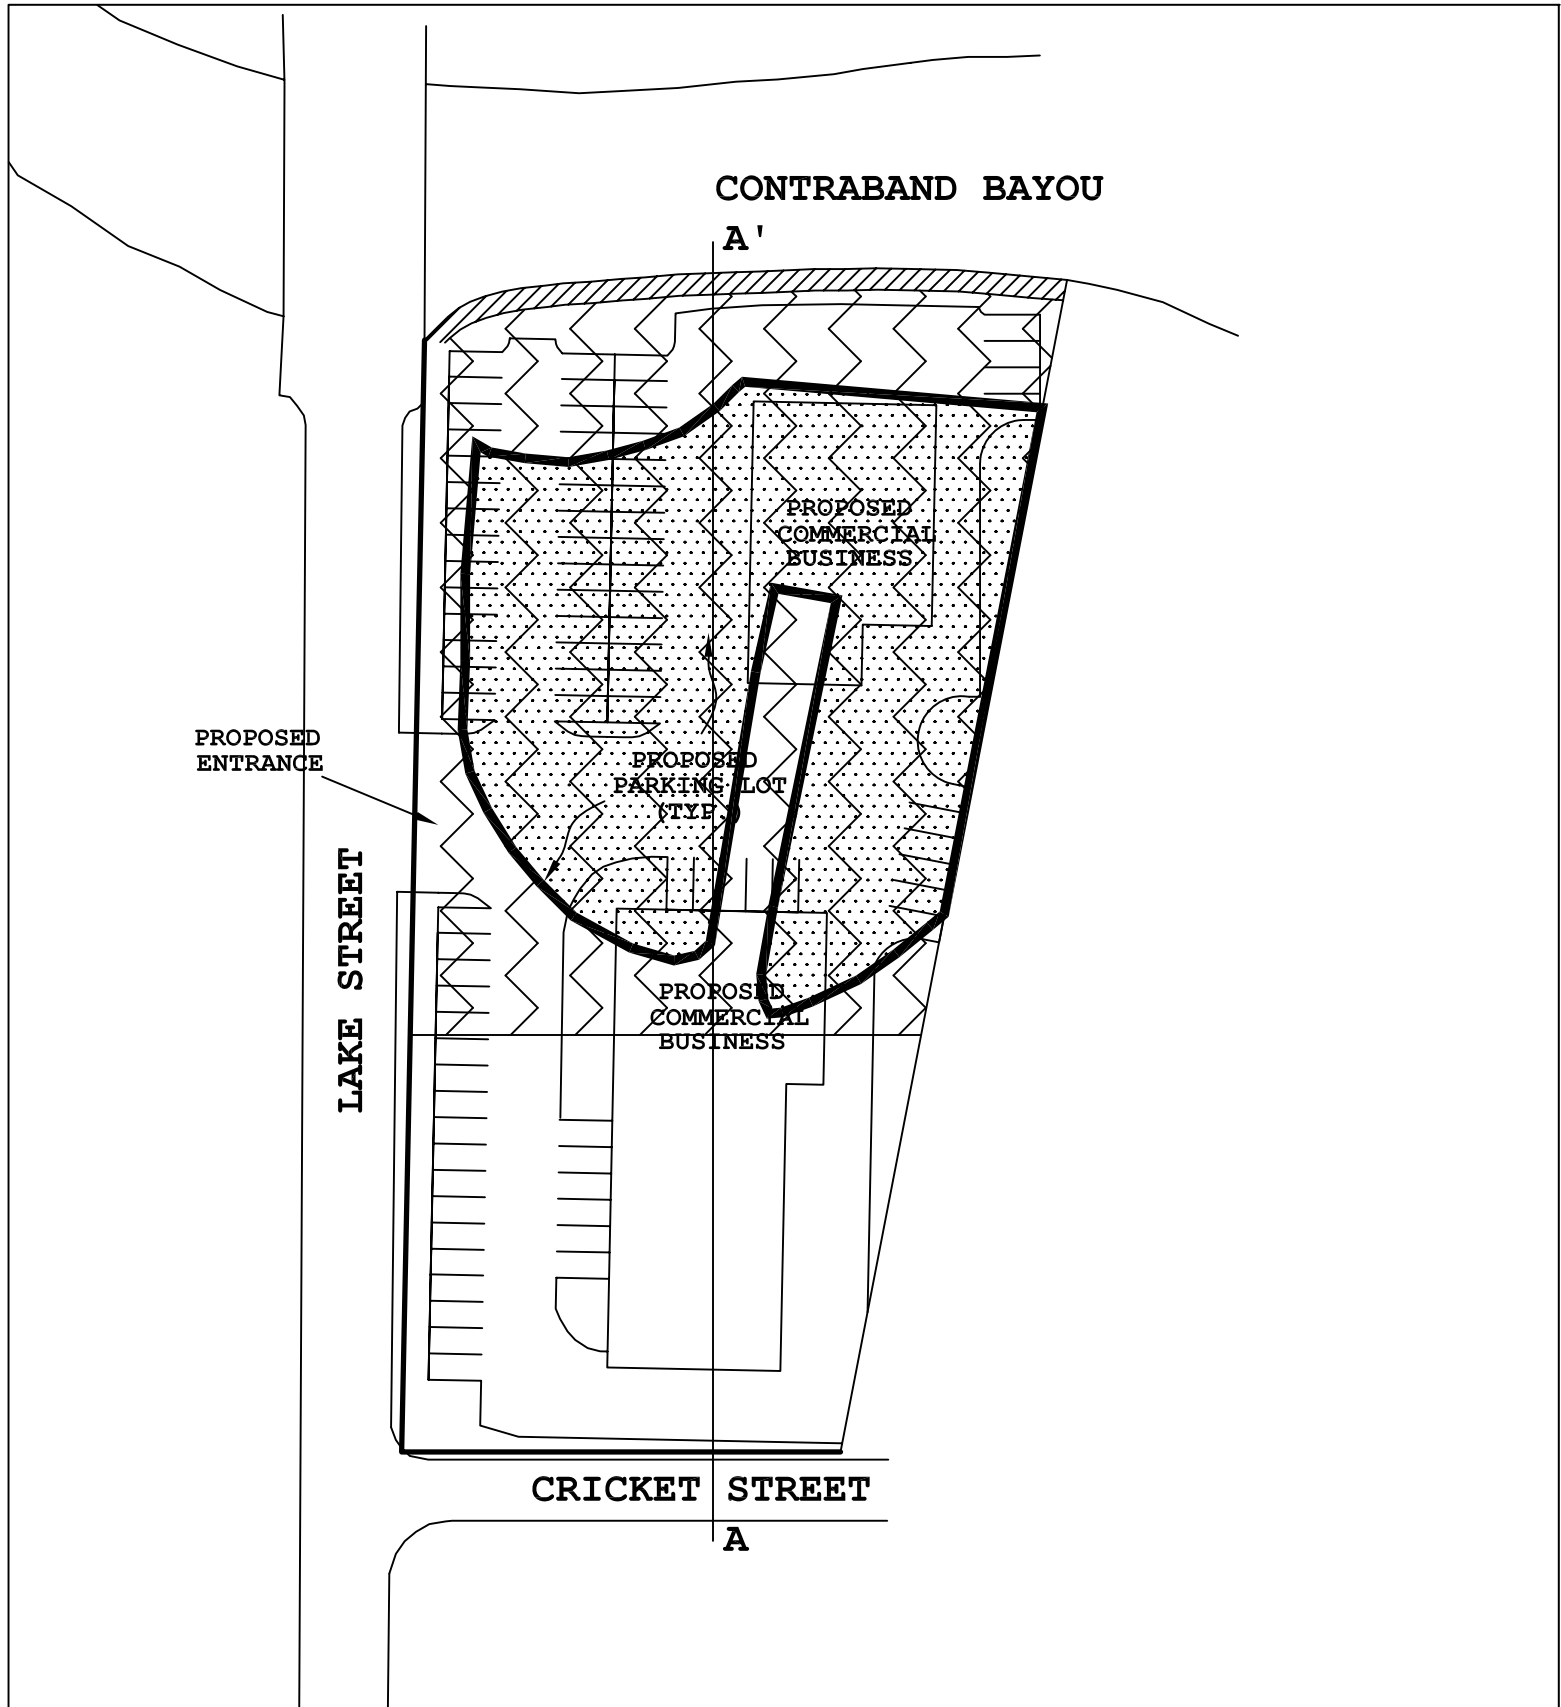 CONTRABAND BAYOU
A'
PROPOSED
COMMERCIAL
BUSINESS
PROPOSED
ENTRANCE
PROPOSED
PARKING LOT
(TYP.)
LAKE STREET
PROPOSED
COMMERCIAL
BUSINESS
CRICKET STREET
A